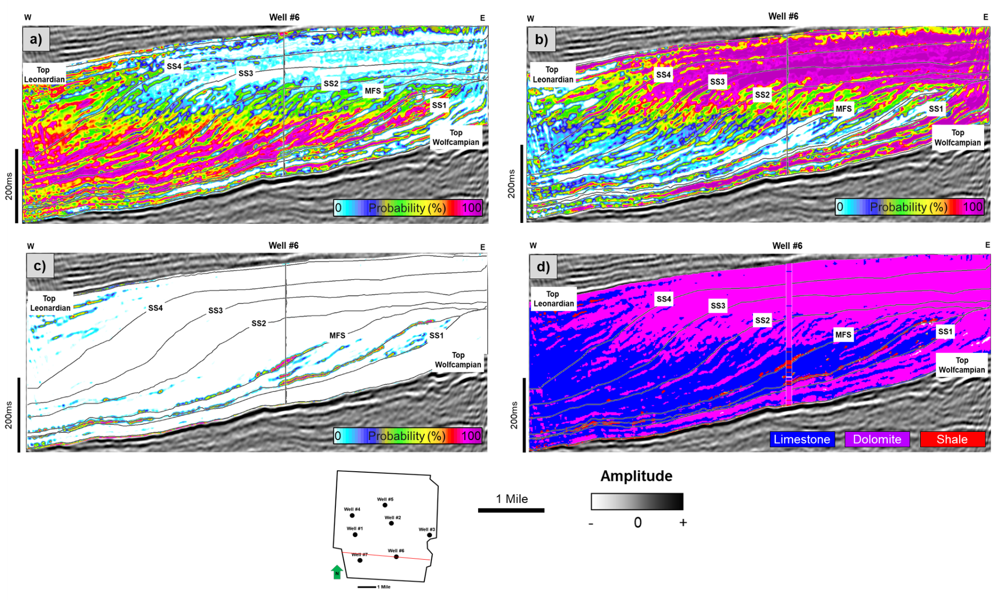 W
Well #6
E
a)
Top
Leonardian
SS4
SS3
SS2
MFS
SS1
Top
Wolfcampian
200ms
0 Probability (%) 100
W
Well #6
E
b)
Top
Leonardian
SS4
SS3
SS2
MFS
SS1
Top
Wolfcampian
200ms
0 Probability (%) 100
W
Well #6
E
c)
Top
Leonardian
SS4
SS3
SS2
MFS
SS1
Top
Wolfcampian
200ms
0 Probability (%) 100
W
Well #6
E
d)
Top
Leonardian
SS4
SS3
SS2
MFS
SS1
Top
Wolfcampian
200ms
Limestone Dolomite Shale
Well #5
Well #4
Well #2
Well #1
Well #3
Well #6
Well #7
N
1 Mile
1 Mile
Amplitude
- 0 +